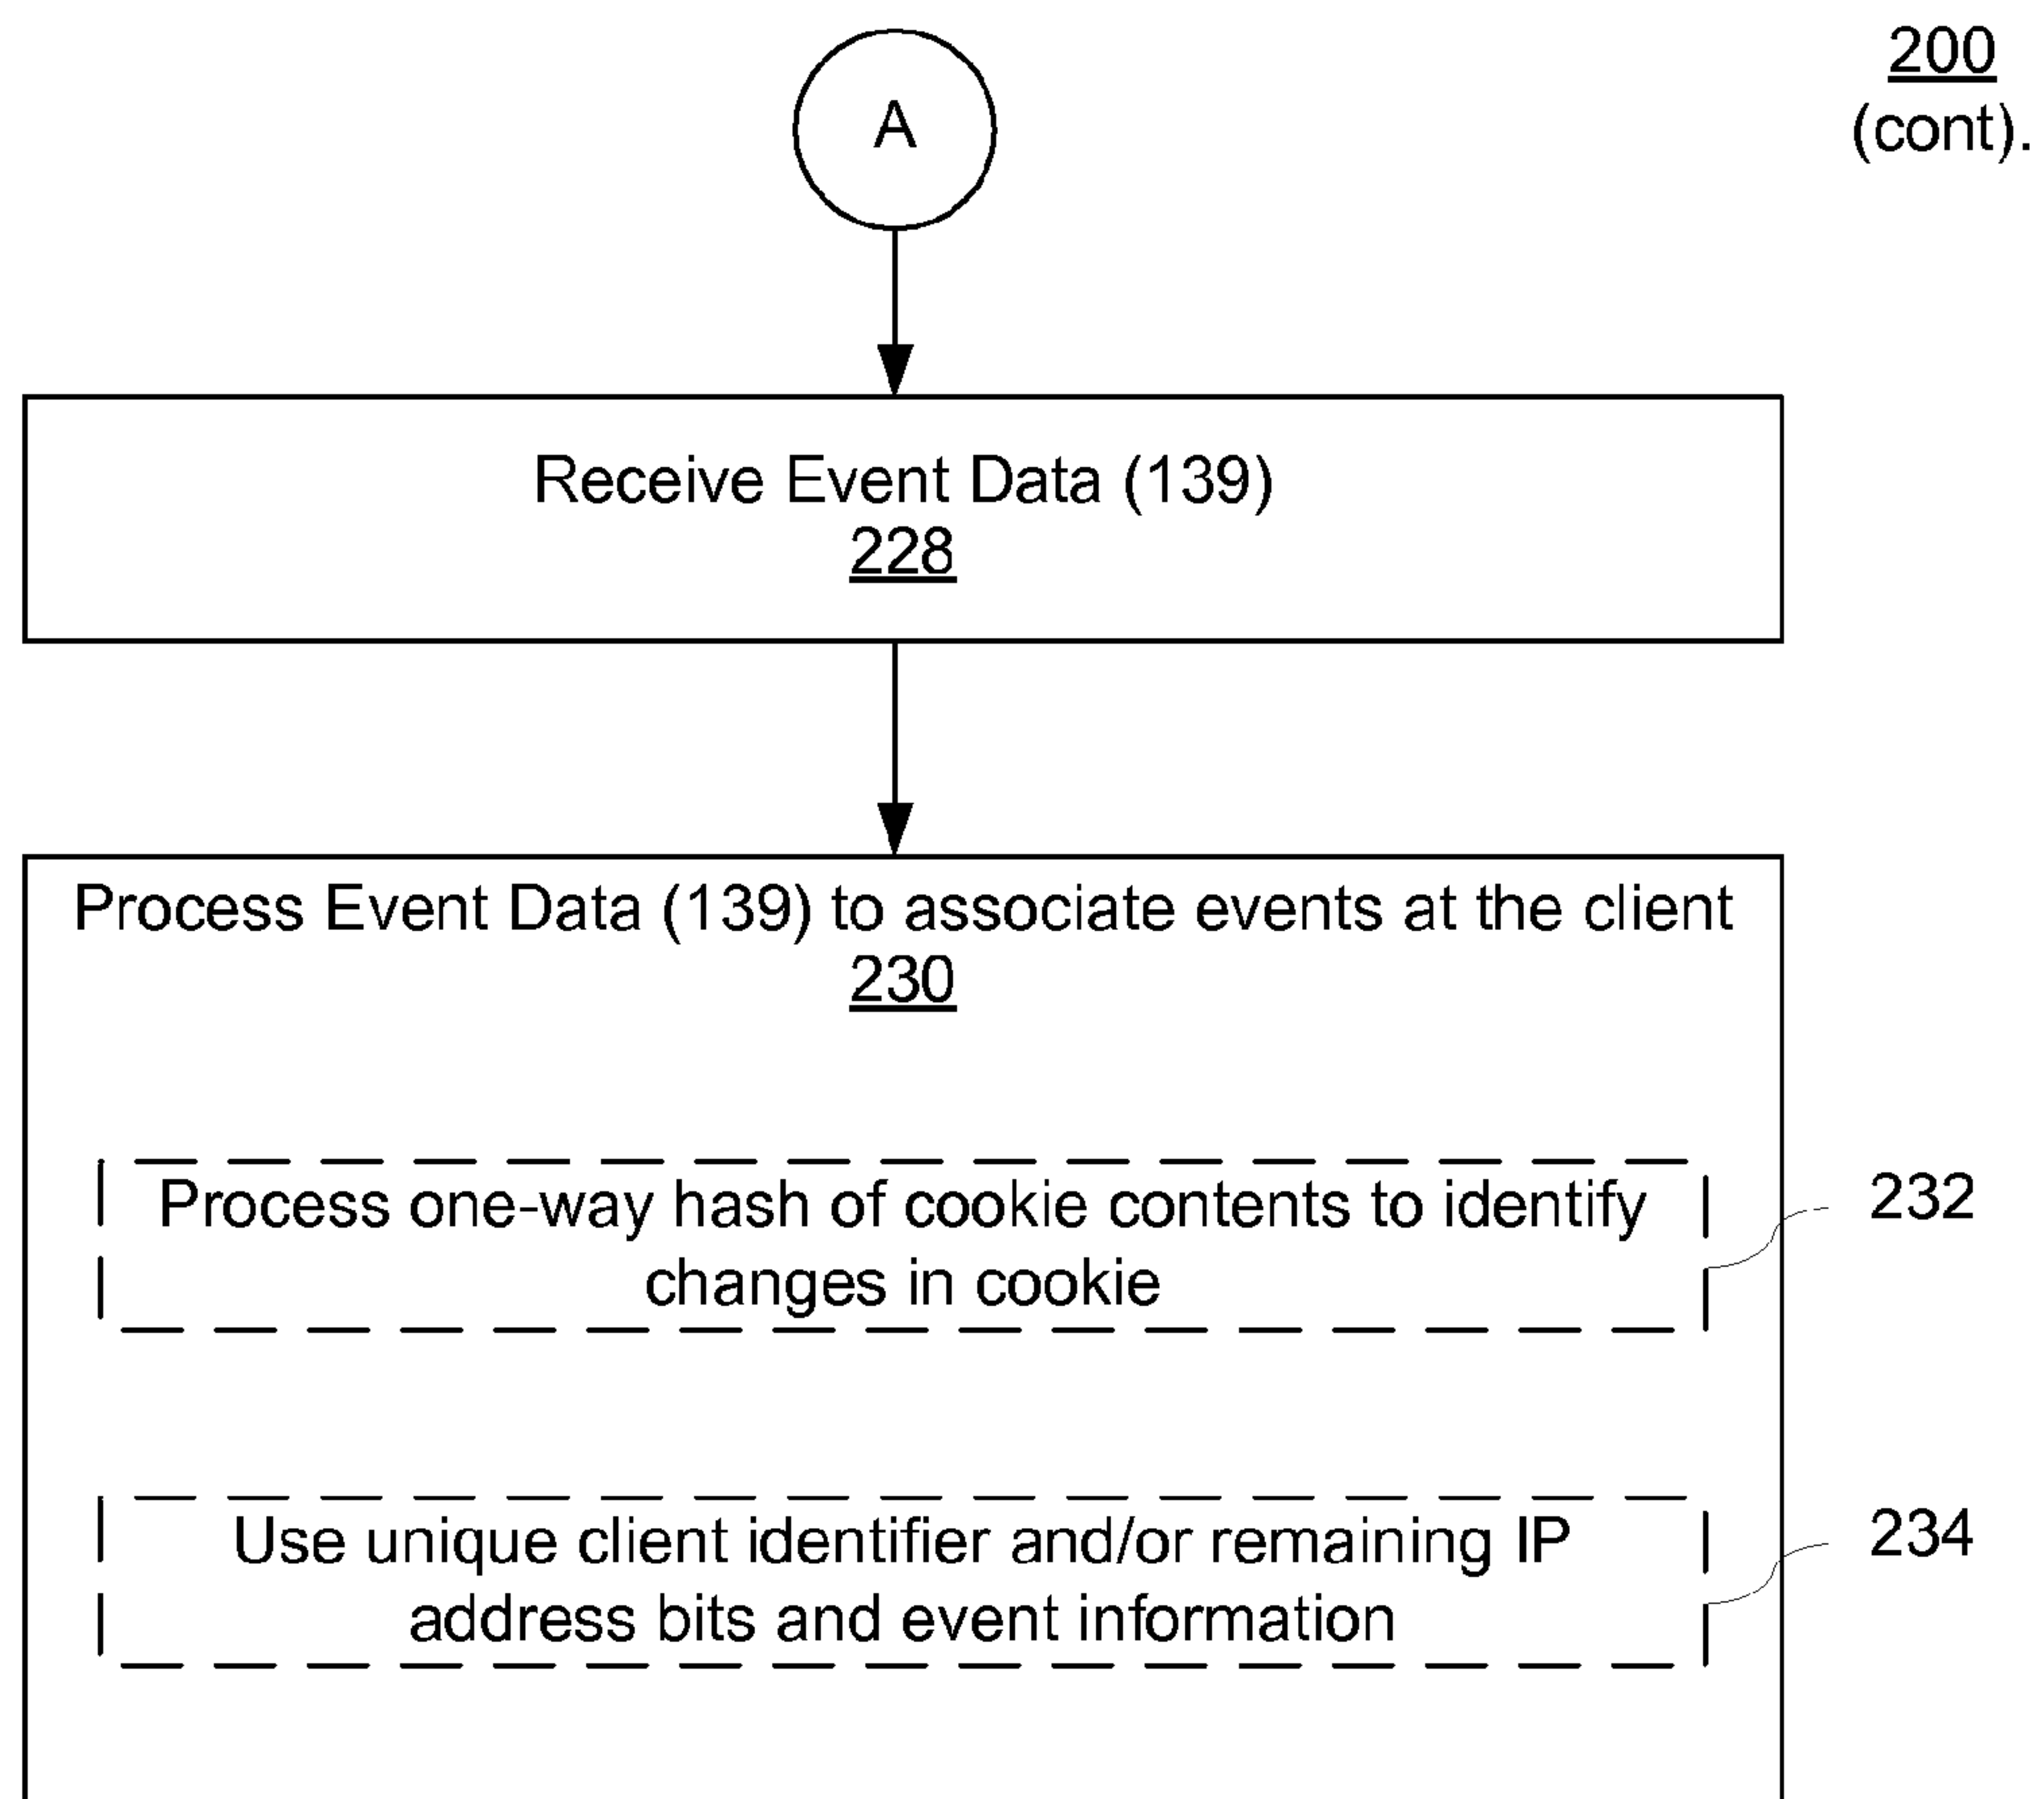 A
200
(cont).
Receive Event Data (139)
228
Process Event Data (139) to associate events at the client
230
Process one-way hash of cookie contents to identify
changes in cookie
232
Use unique client identifier and/or remaining IP
address bits and event information
234